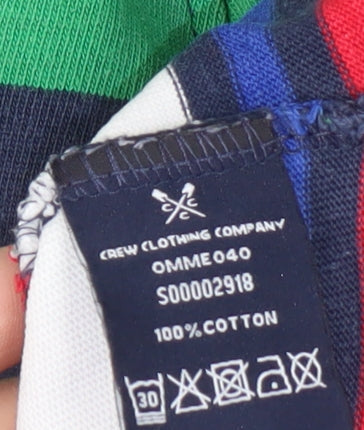 CREW CLOTHING COMPANY
OMME040
S00002918
100% COTTON
30